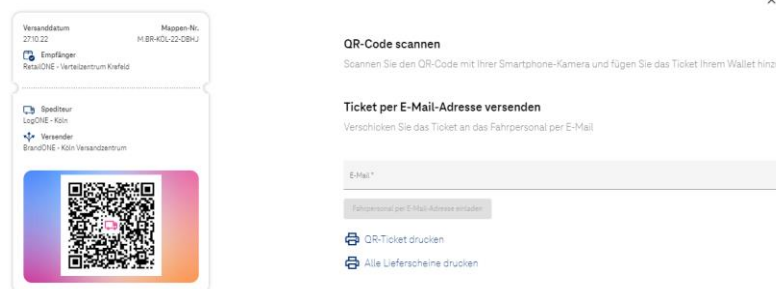 Versanddatum Mappen-Nr.
27.10.22 M:BR-KOL-22-DBHJ
Empfänger
RetailONE - Verteilzentrum Krefeld
Spediteur
LogONE - Köln
Versender
BrandONE - Köln Versandzentrum
QR-Code scannen
Scannen Sie den QR-Code mit Ihrer Smartphone-Kamera und fügen Sie das Ticket Ihrem Wallet hinz
Ticket per E-Mail-Adresse versenden
Verschicken Sie das Ticket an das Fahrpersonal per E-Mail
E-Mail *
Fahrpersonal per E-Mail-Adresse einladen
QR-Ticket drucken
Alle Lieferscheine drucken